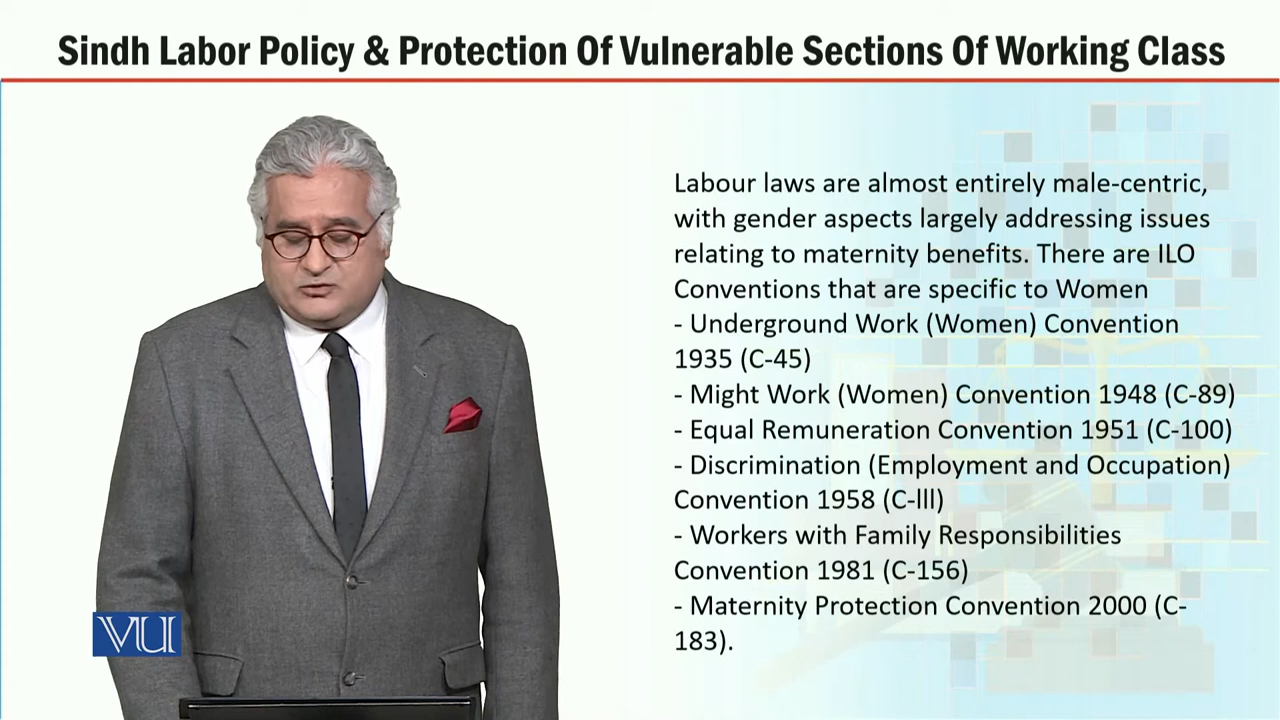 Sindh Labor Policy & Protection Of Vulnerable Sections Of Working Class
Labour laws are almost entirely male-centric,
with gender aspects largely addressing issues
relating to maternity benefits. There are ILO
Conventions that are specific to Women
- Underground Work (Women) Convention
1935 (C-45)
- Might Work (Women) Convention 1948 (C-89)
- Equal Remuneration Convention 1951 (C-100)
- Discrimination (Employment and Occupation)
Convention 1958 (C-lll)
- Workers with Family Responsibilities
Convention 1981 (C-156)
- Maternity Protection Convention 2000 (C-
183).
VU